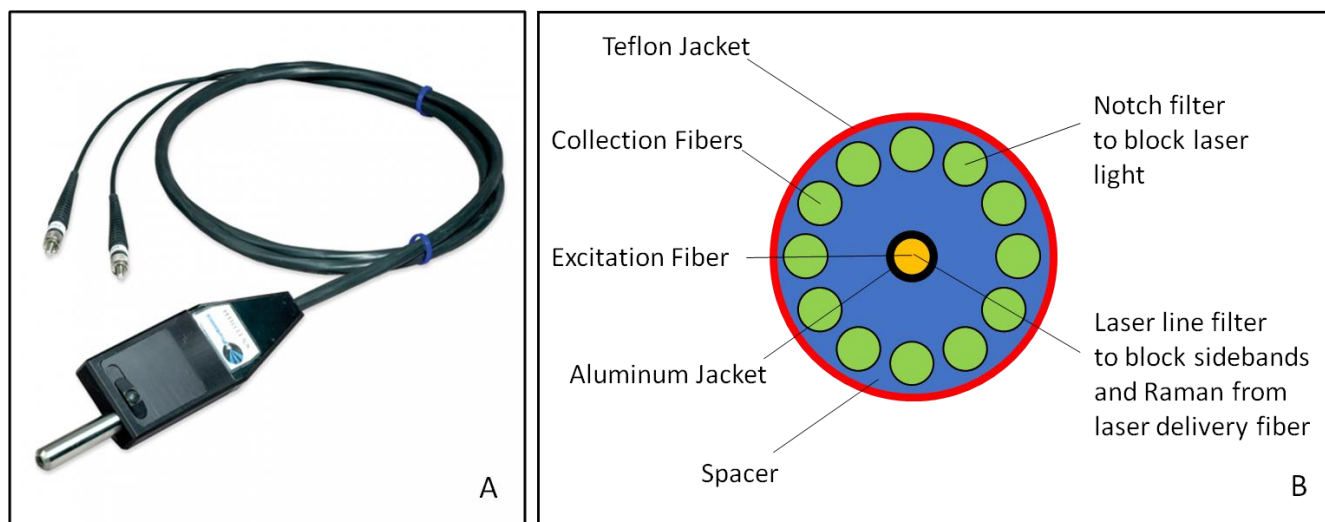 A
Teflon Jacket
Collection Fibers
Excitation Fiber
Aluminum Jacket
Spacer
Notch filter
to block laser
light
Laser line filter
to block sidebands
and Raman from
laser delivery fiber
B